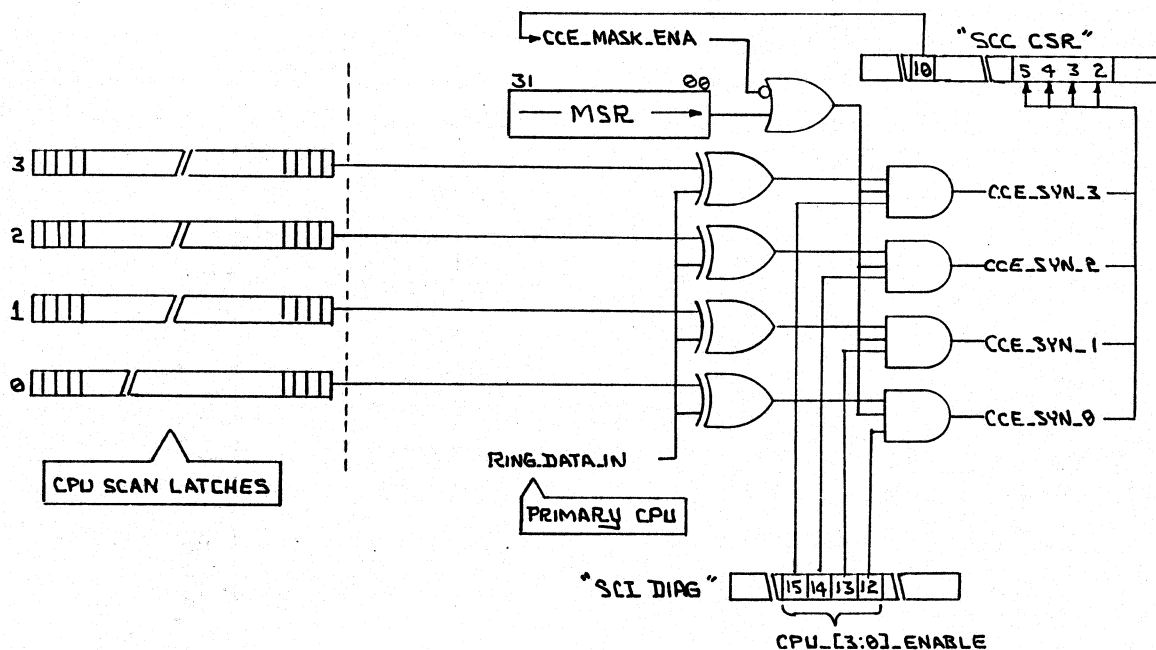 CCE_MASK_ENA
"SCC CSR"
10
5 4 3 2
31 00
MSR
3
2
1
0
CCE_SYN_3
CCE_SYN_2
CCE_SYN_1
CCE_SYN_0
CPU SCAN LATCHES
RING_DATA_IN
PRIMARY CPU
"SCI DIAG"
15 14 13 12
CPU_[3:0]_ENABLE